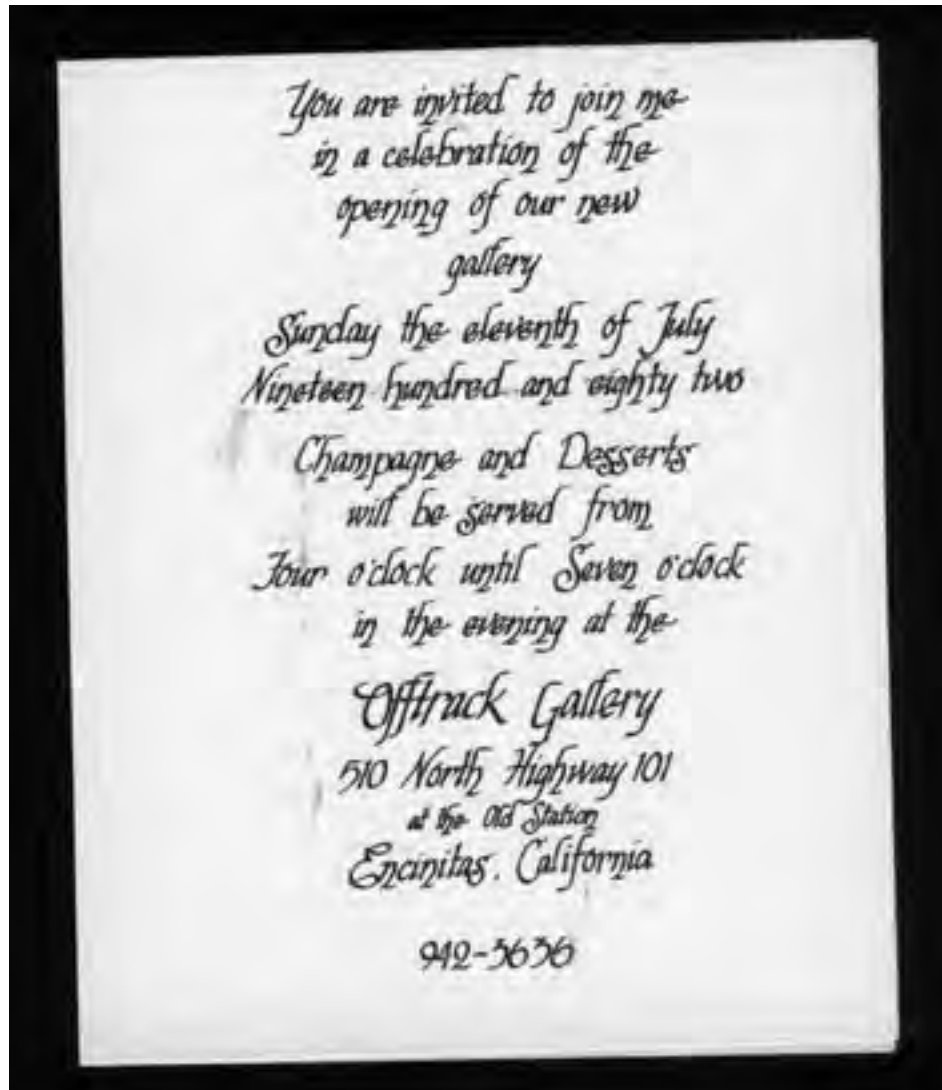 You are invited to join me
in a celebration of the
opening of our new
gallery
Sunday the eleventh of July
Nineteen hundred and eighty two
Champagne and Desserts
will be served from
Four o'clock until Seven o'clock
in the evening at the
Offtrack Gallery
510 North Highway 101
at the Old Station
Encinitas, California
942-3636